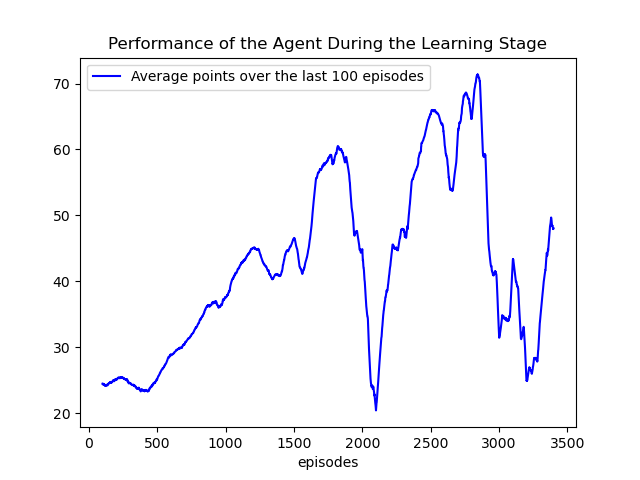 Performance of the Agent During the Learning Stage
Average points over the last 100 episodes
70
60
50
40
30
20
0 500 1000 1500 2000 2500 3000 3500
episodes